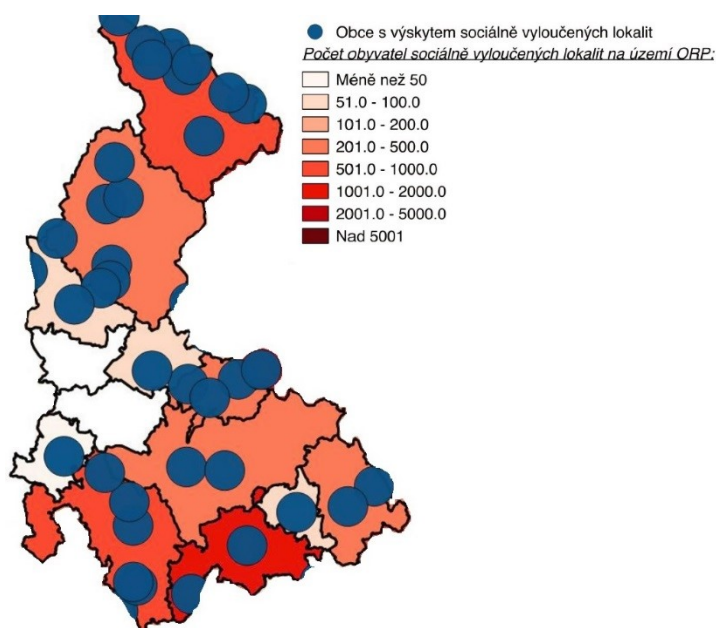 Obce s výskytem sociálně vyloučených lokalit
Počet obyvatel sociálně vyloučených lokalit na území ORP:
Méně než 50
51.0 - 100.0
101.0 - 200.0
201.0 - 500.0
501.0 - 1000.0
1001.0 - 2000.0
2001.0 - 5000.0
Nad 5001